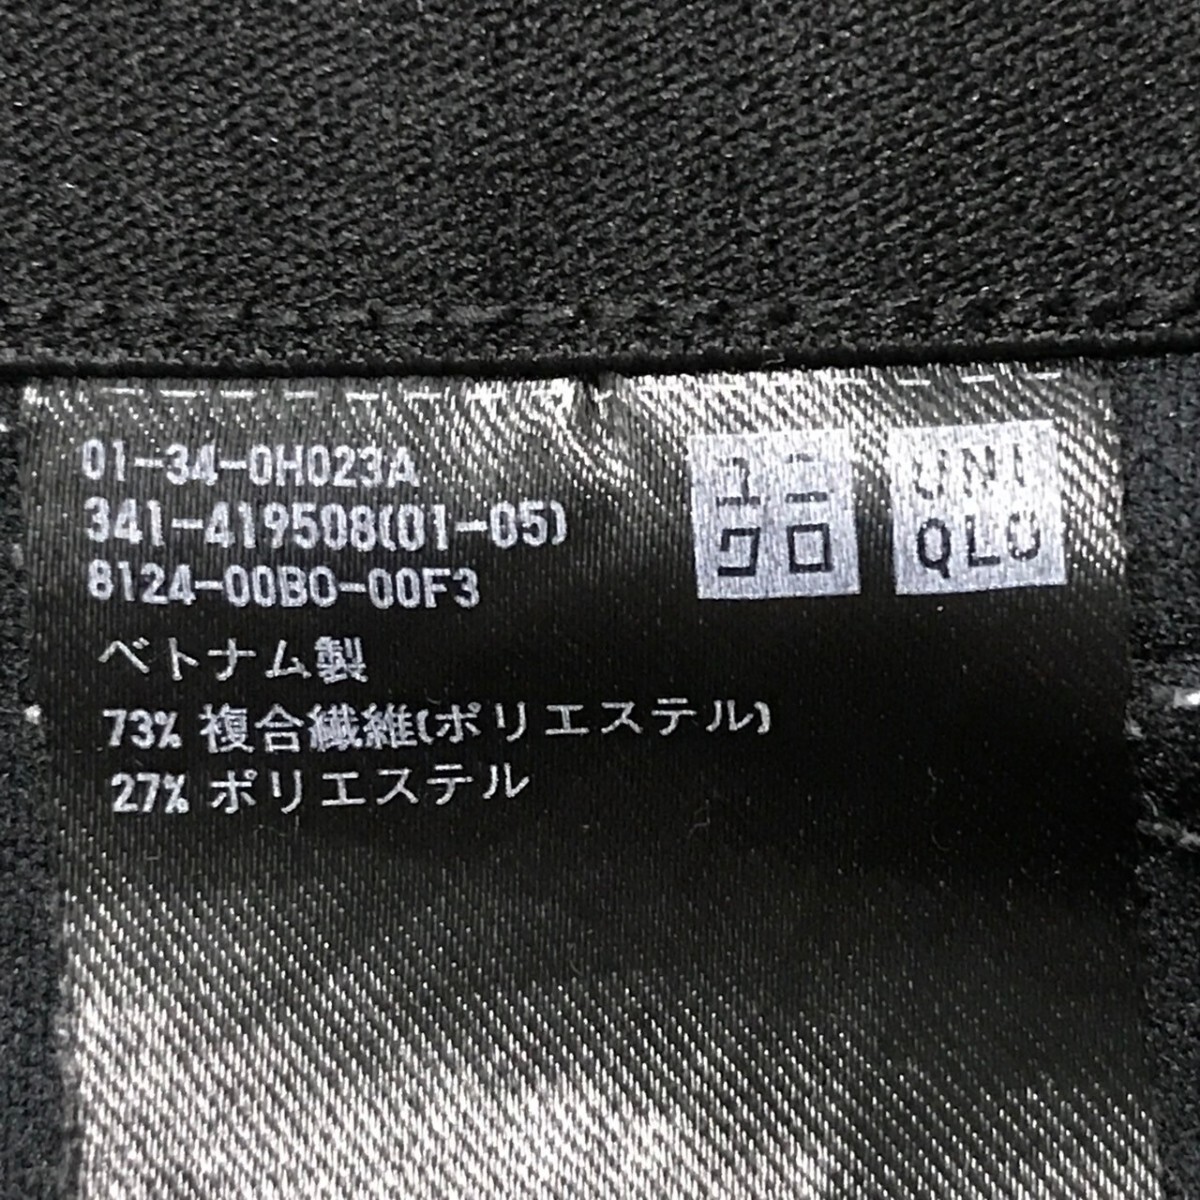 01-34-0H023A
341-419508(01-05)
8124-00B0-00F3
ユニ
クロ
UNI
QLO
ベトナム製
73% 複合繊維(ポリエステル)
27% ポリエステル